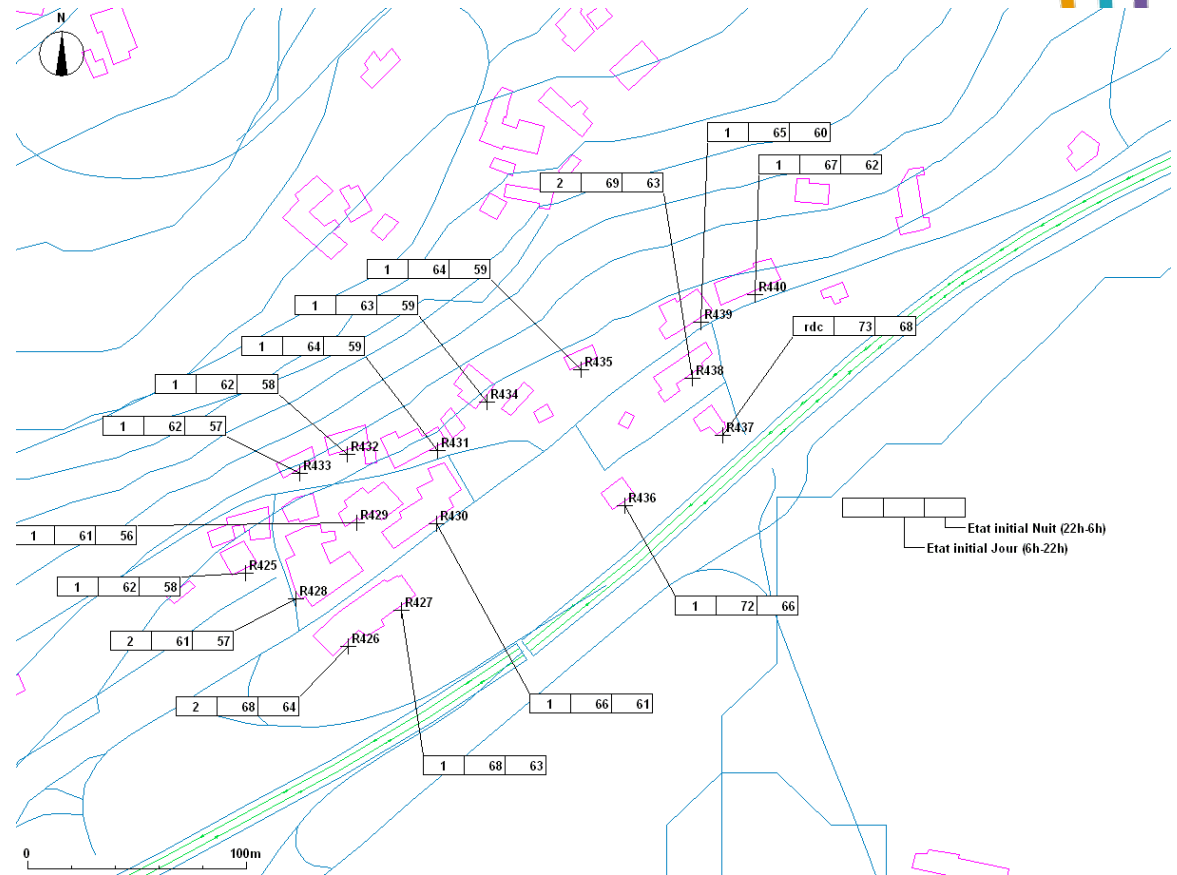 N
1 65 60
1 67 62
2 69 63
1 64 59
1 63 59
1 64 59
1 62 58
1 62 57
R440
R439
rdc 73 68
R435
R438
R434
R437
R431
R432
R433
R436
R429
R430
Etat initial Nuit (22h-6h)
Etat initial Jour (6h-22h)
1 61 56
R425
1 62 58
R428
R427
1 72 66
2 61 57
R426
2 68 64
1 66 61
1 68 63
0 100m